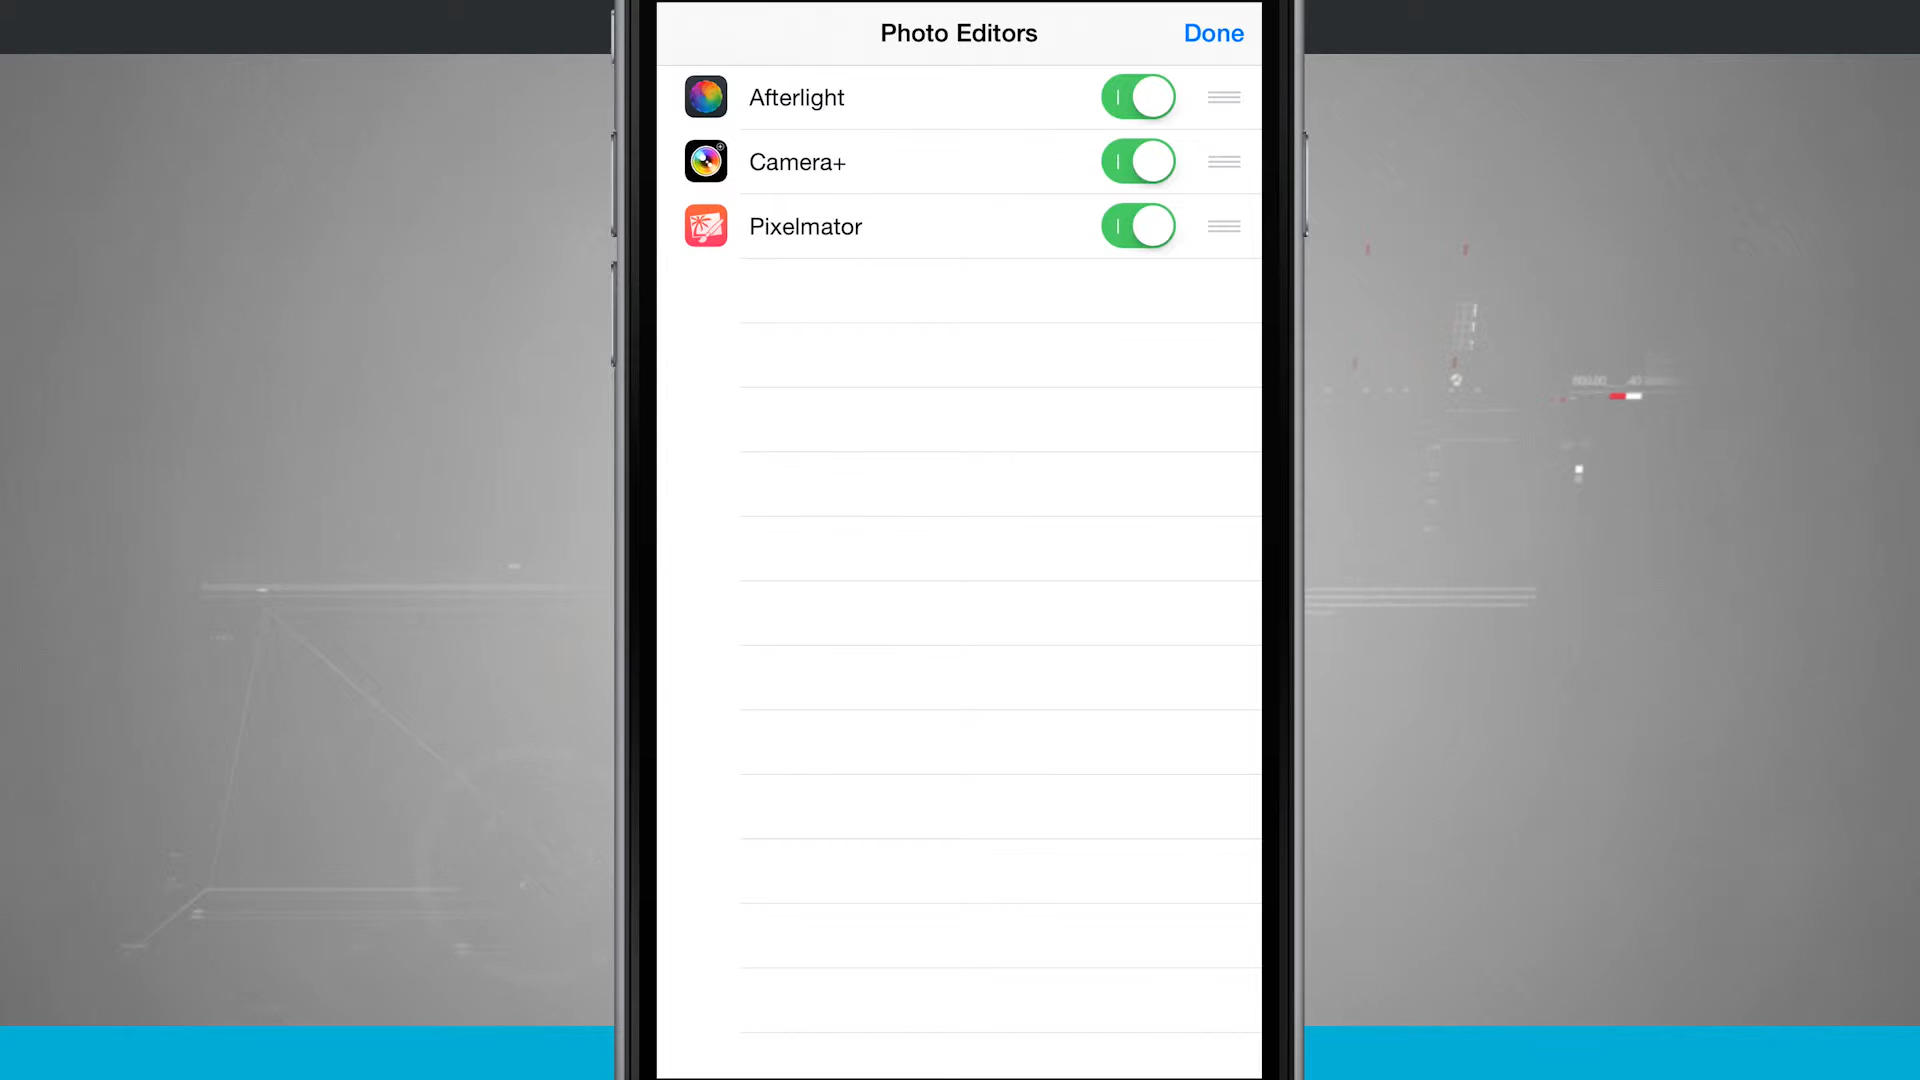 Photo Editors
Done
Afterlight
Camera+
Pixelmator